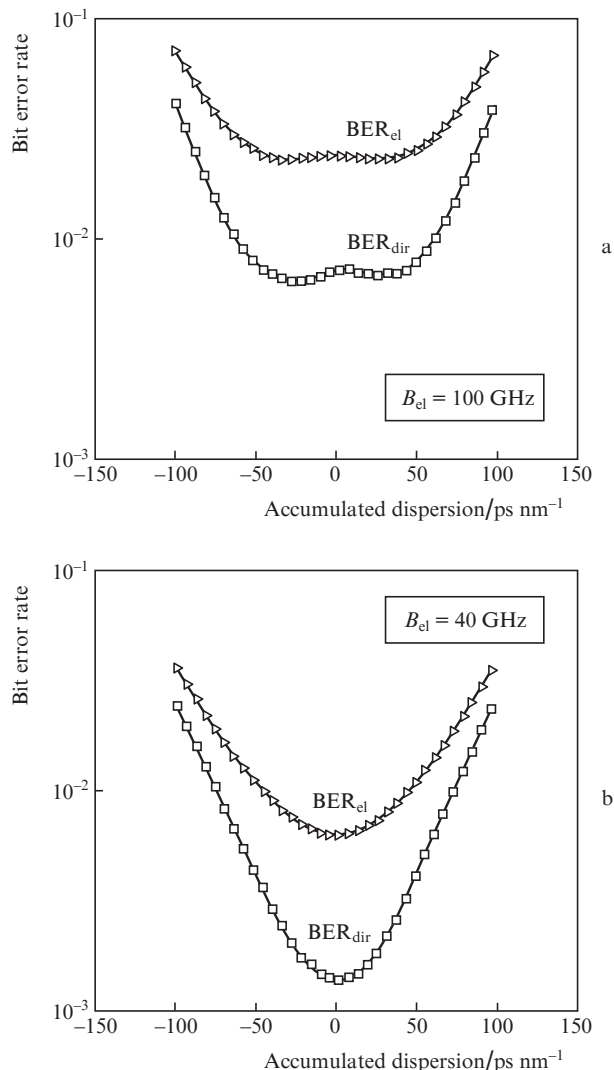 10⁻¹
Bit error rate
BER_el
10⁻²
BER_dir
a
B_el = 100 GHz
10⁻³
−150 −100 −50 0 50 100 150
Accumulated dispersion/ps nm⁻¹
10⁻¹
Bit error rate
B_el = 40 GHz
10⁻²
BER_el
b
BER_dir
10⁻³
−150 −100 −50 0 50 100 150
Accumulated dispersion/ps nm⁻¹